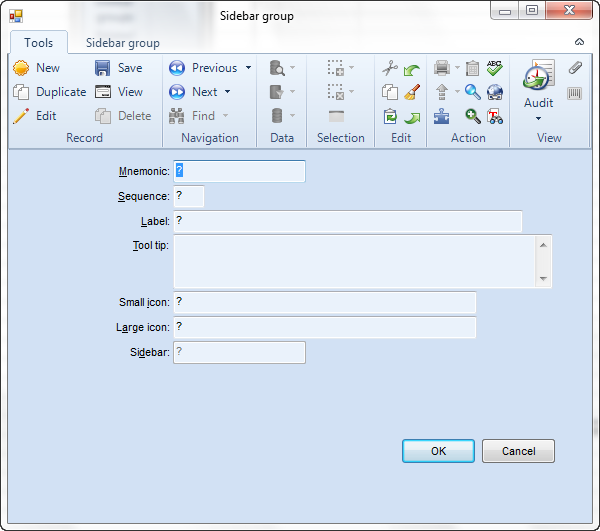 Sidebar group
Tools Sidebar group
New Save Previous ABC
Duplicate View Next Audit
Edit Delete Find
Record Navigation Data Selection Edit Action View
Mnemonic: ?
Sequence: ?
Label: ?
Tool tip:
Small icon: ?
Large icon: ?
Sidebar: ?
OK Cancel